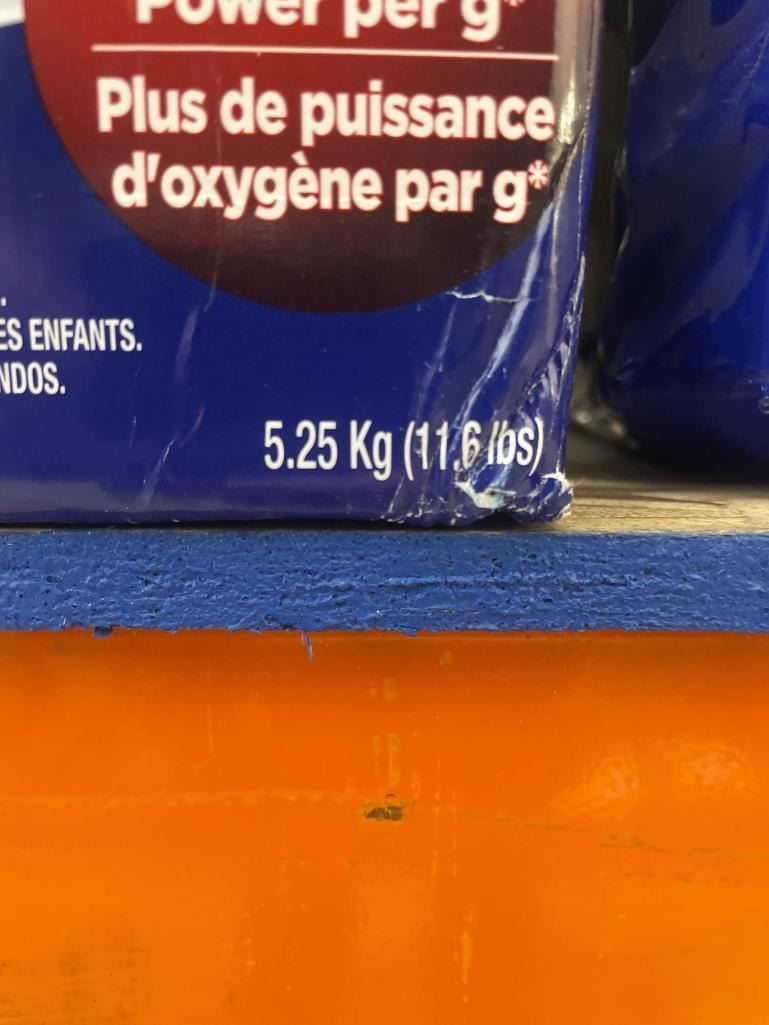 Power per g*
Plus de puissance
d'oxygène par g*
ES ENFANTS.
NDOS.
5.25 Kg (11.6 lbs)